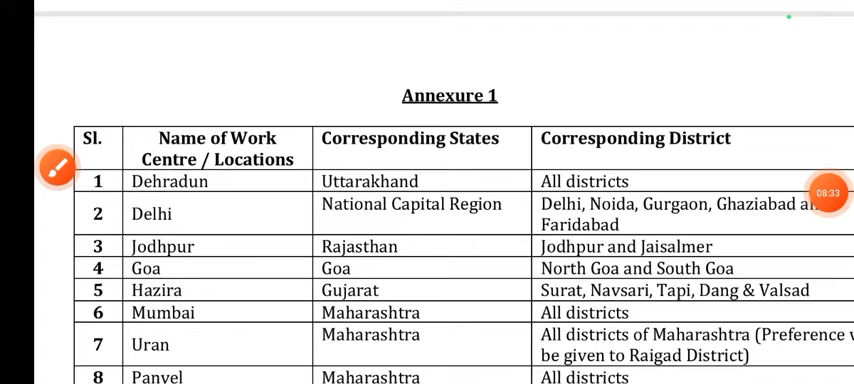 Annexure 1
Sl. Name of Work Centre / Locations Corresponding States Corresponding District
1 Dehradun Uttarakhand All districts
2 Delhi National Capital Region Delhi, Noida, Gurgaon, Ghaziabad Faridabad
3 Jodhpur Rajasthan Jodhpur and Jaisalmer
4 Goa Goa North Goa and South Goa
5 Hazira Gujarat Surat, Navsari, Tapi, Dang & Valsad
6 Mumbai Maharashtra All districts
7 Uran Maharashtra All districts of Maharashtra (Preference be given to Raigad District)
8 Panvel Maharashtra All districts
08:33